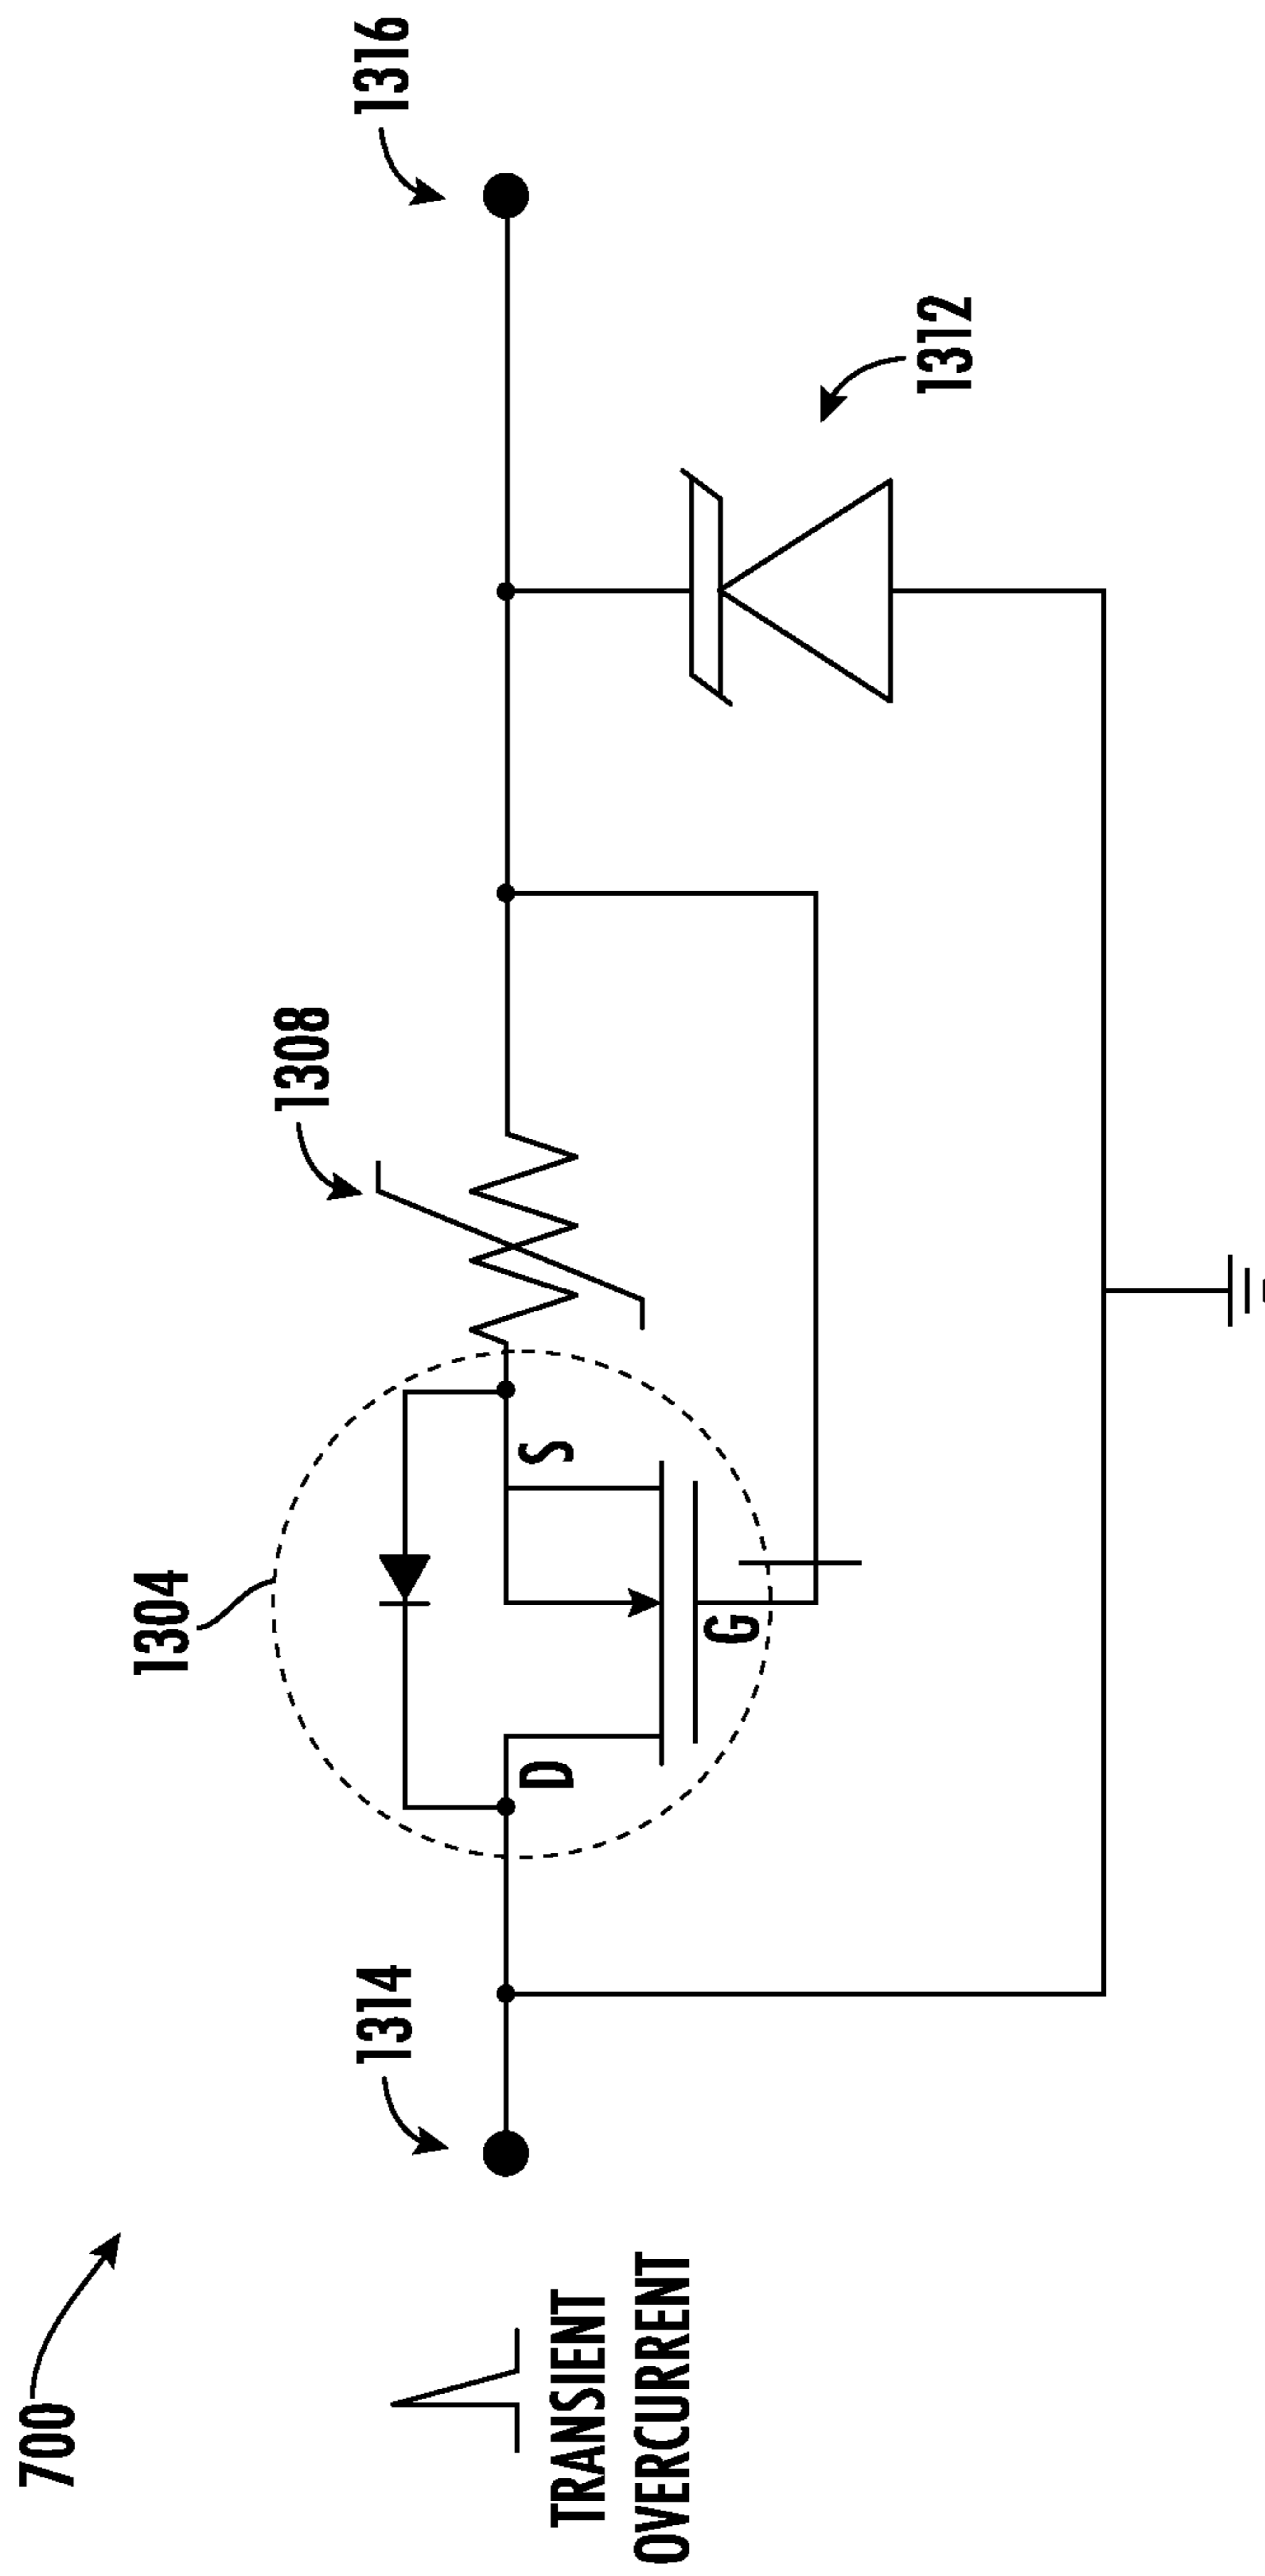 700
TRANSIENT
OVERCURRENT
1314
1304
D
G
S
1308
1312
1316